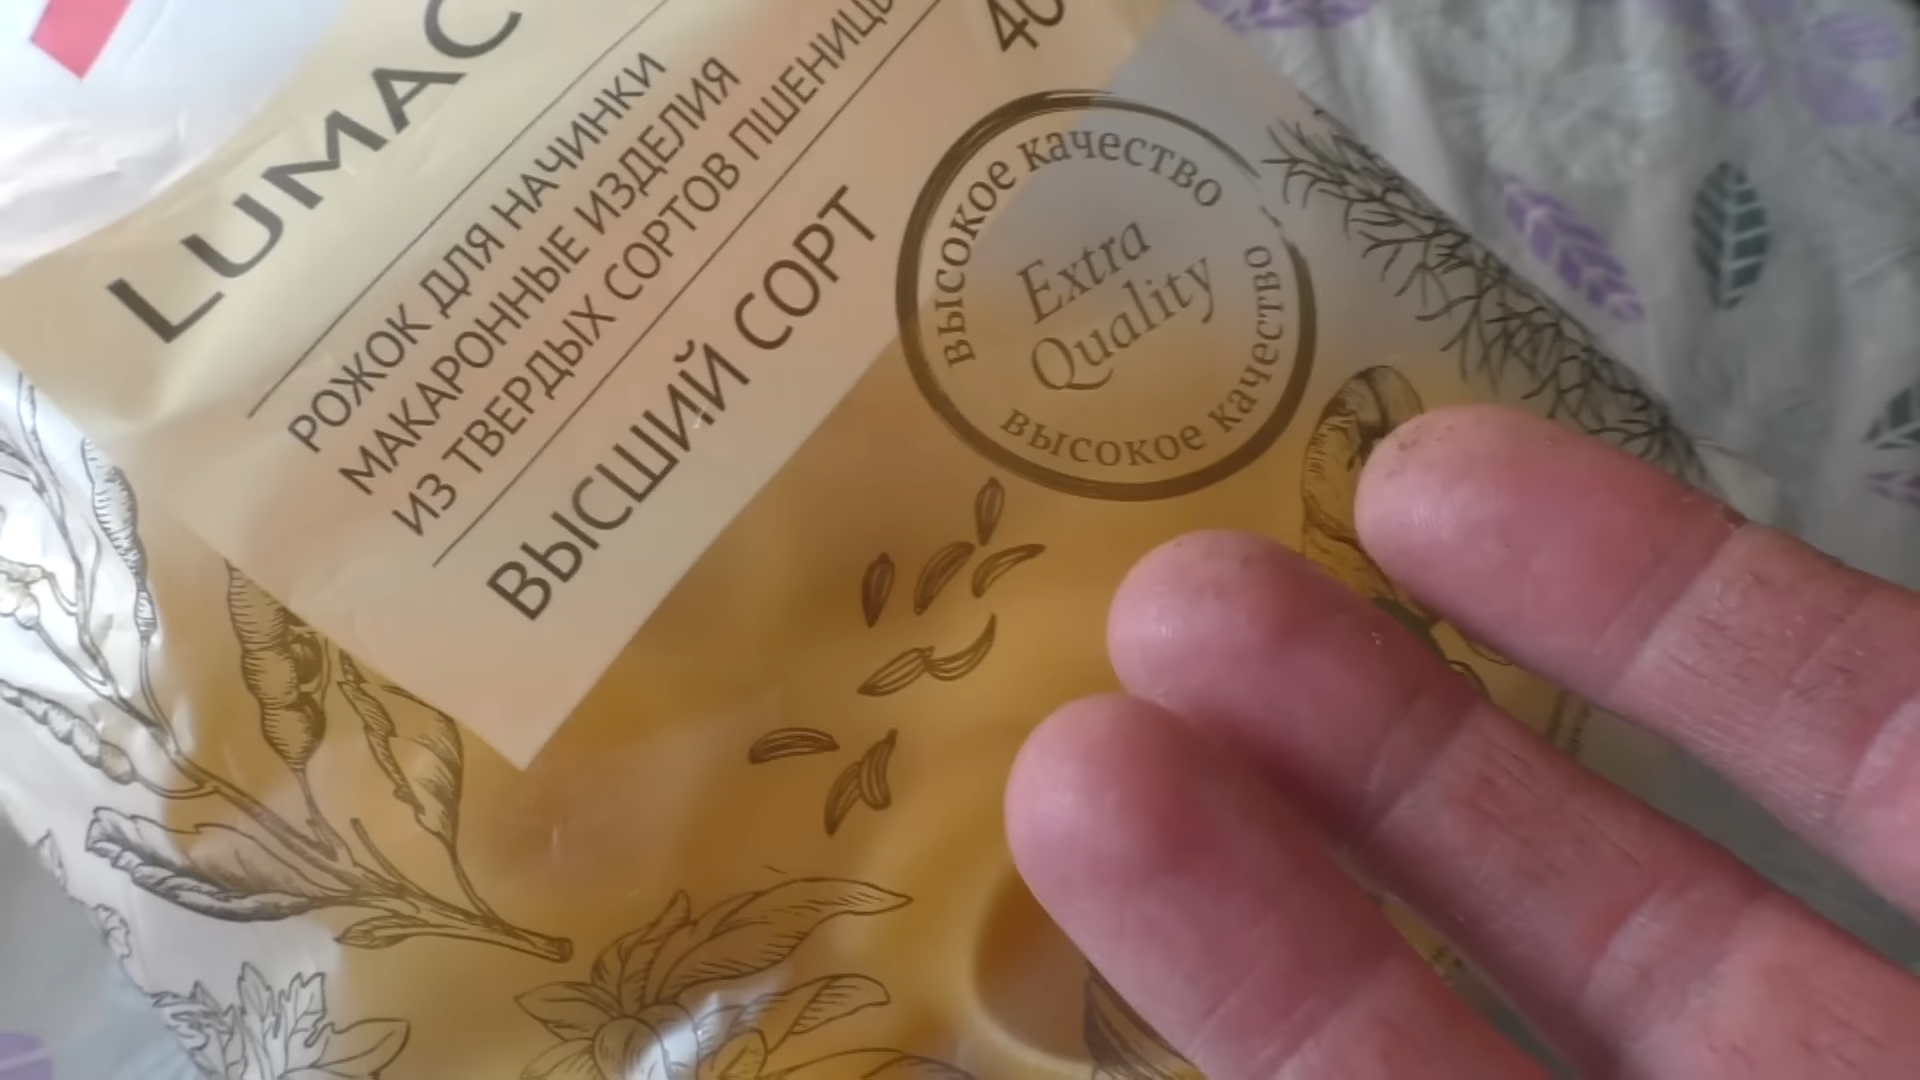 LUMAC
РОЖОК ДЛЯ НАЧИНКИ
МАКАРОННЫЕ ИЗДЕЛИЯ
ИЗ ТВЕРДЫХ СОРТОВ ПШЕНИЦЫ
ВЫСШИЙ СОРТ
40
высокое качество
Extra
Quality
высокое качество